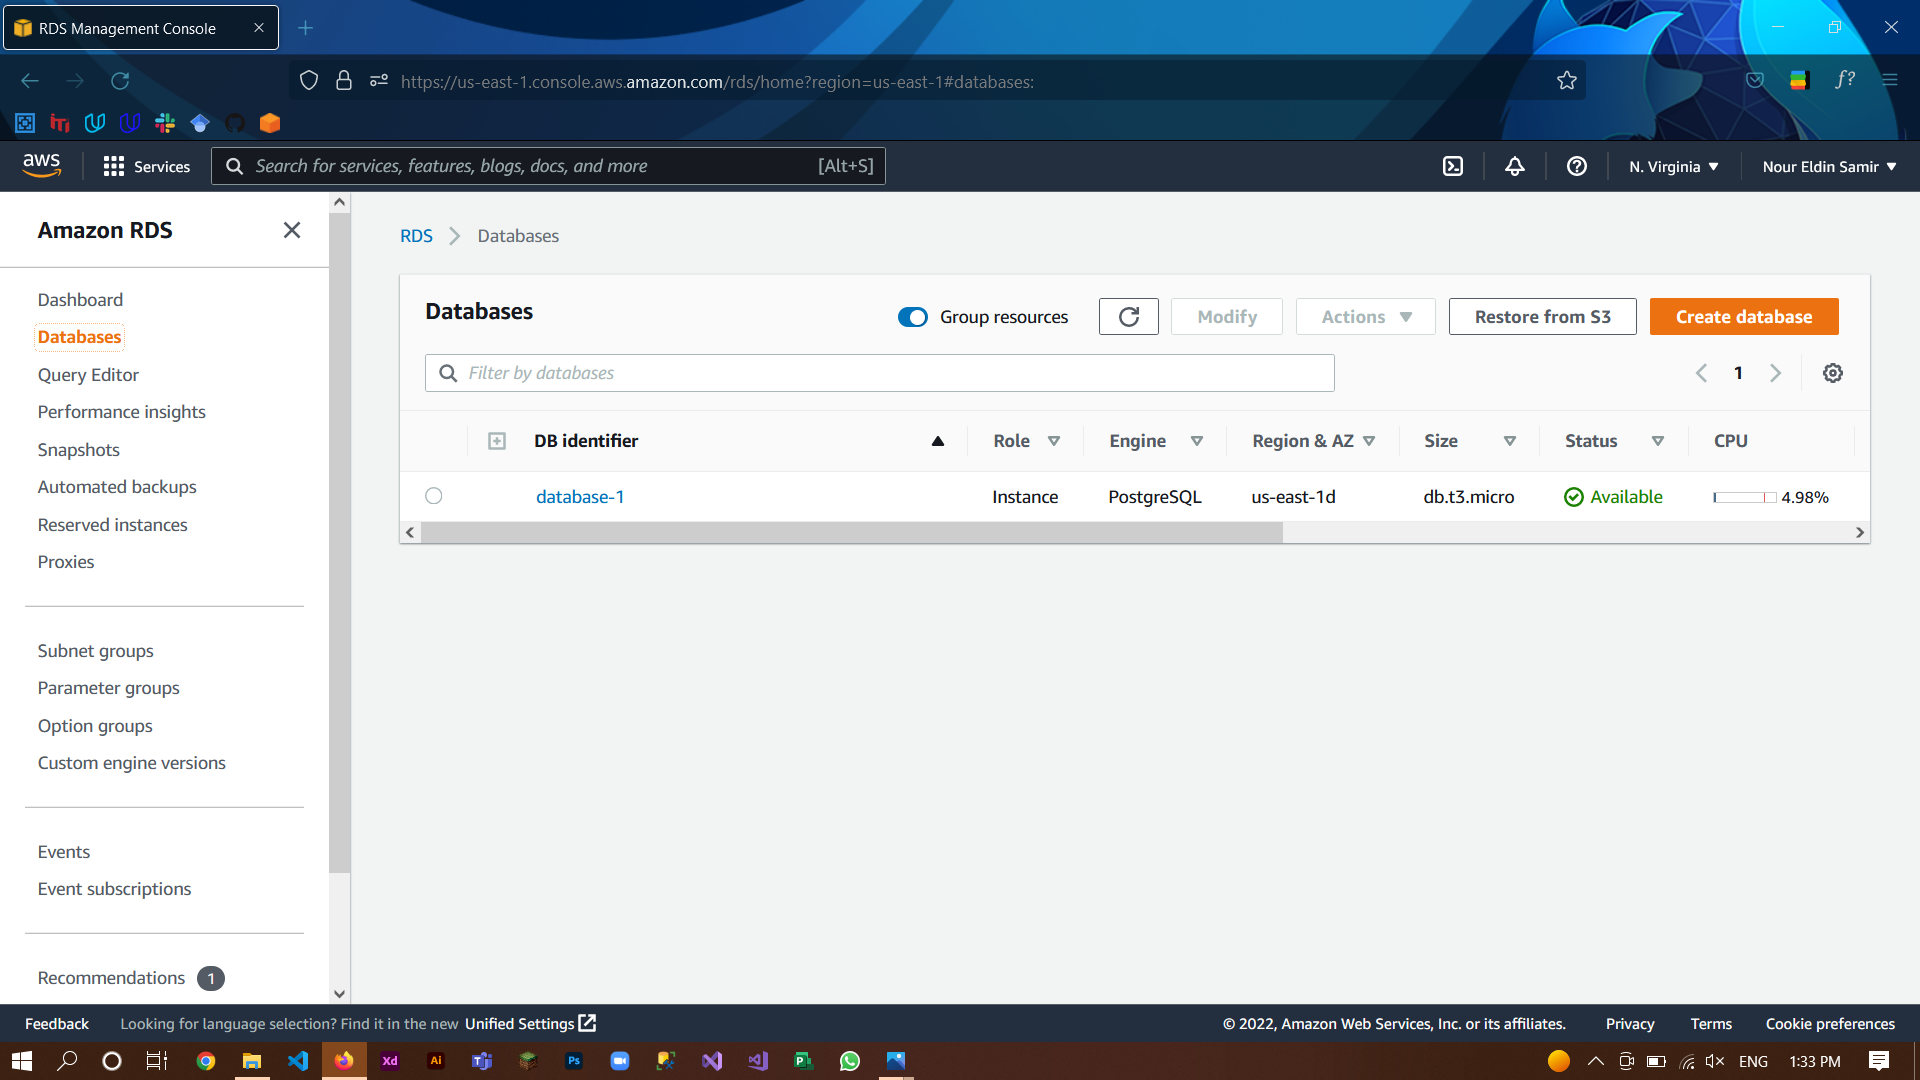 RDS Management Console
https://us-east-1.console.aws.amazon.com/rds/home?region=us-east-1#databases:
aws
Services
Search for services, features, blogs, docs, and more
[Alt+S]
N. Virginia
Nour Eldin Samir
Amazon RDS
Dashboard
Databases
Query Editor
Performance insights
Snapshots
Automated backups
Reserved instances
Proxies
Subnet groups
Parameter groups
Option groups
Custom engine versions
Events
Event subscriptions
Recommendations 1
RDS Databases
Databases
Group resources
Modify
Actions
Restore from S3
Create database
Filter by databases
1
DB identifier Role Engine Region & AZ Size Status CPU
database-1 Instance PostgreSQL us-east-1d db.t3.micro Available 4.98%
Feedback
Looking for language selection? Find it in the new Unified Settings
© 2022, Amazon Web Services, Inc. or its affiliates.
Privacy
Terms
Cookie preferences
Xd
Ai
Ps
ENG
1:33 PM